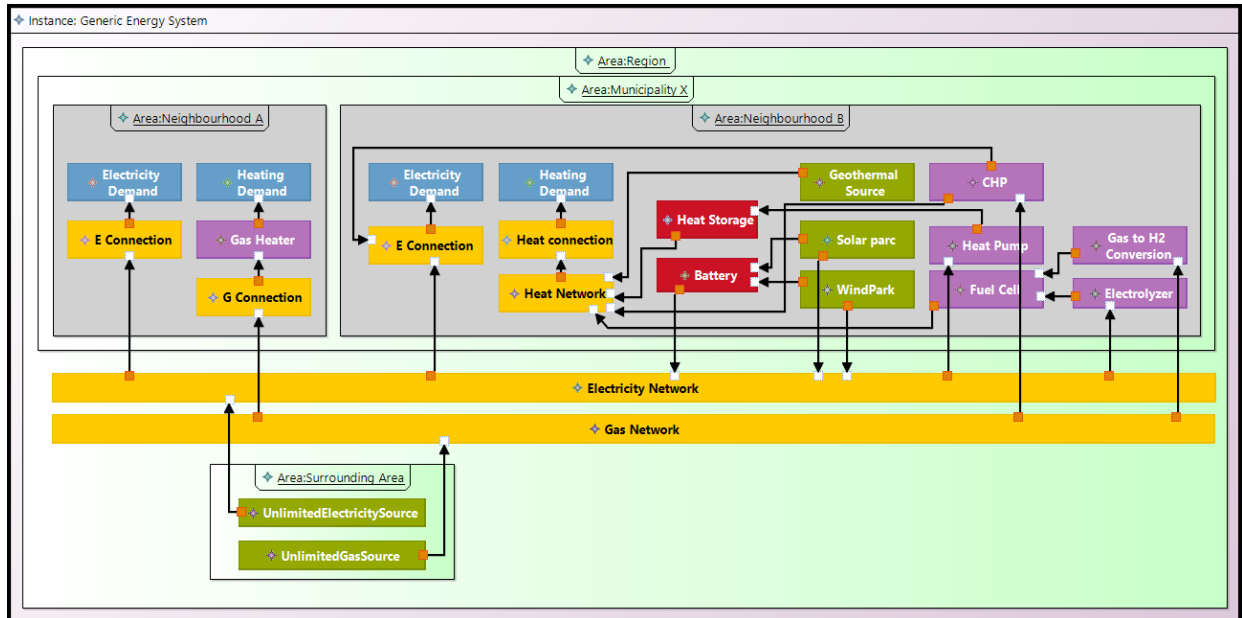 Instance: Generic Energy System
Area:Region
Area:Municipality X
Area:Neighbourhood A
Area:Neighbourhood B
Electricity
Demand
Heating
Demand
E Connection
Gas Heater
G Connection
Electricity
Demand
Heating
Demand
E Connection
Heat connection
Heat Network
Heat Storage
Battery
Geothermal
Source
Solar parc
WindPark
CHP
Heat Pump
Fuel Cell
Gas to H2
Conversion
Electrolyzer
Electricity Network
Gas Network
Area:Surrounding Area
UnlimitedElectricitySource
UnlimitedGasSource